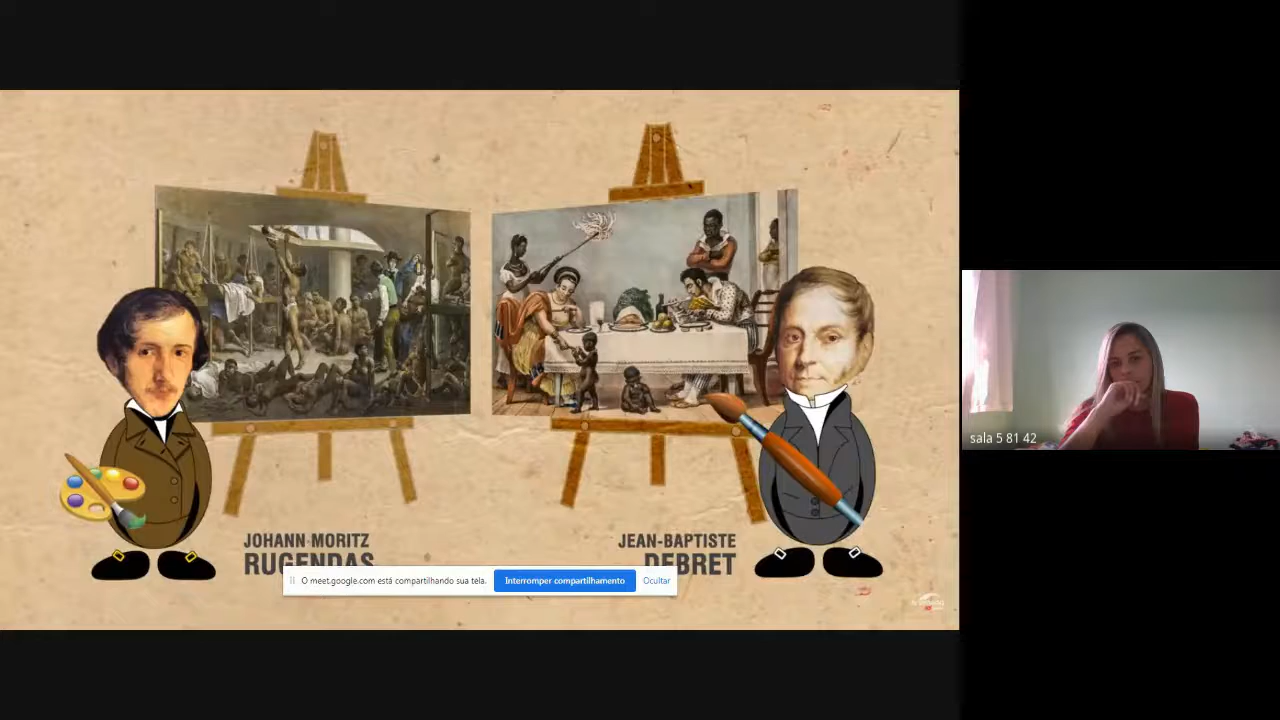 JOHANN MORITZ
RUGENDAS
JEAN-BAPTISTE
DEBRET
O meet.google.com está compartilhando sua tela.
Interromper compartilhamento
Ocultar
sala 5 81 42